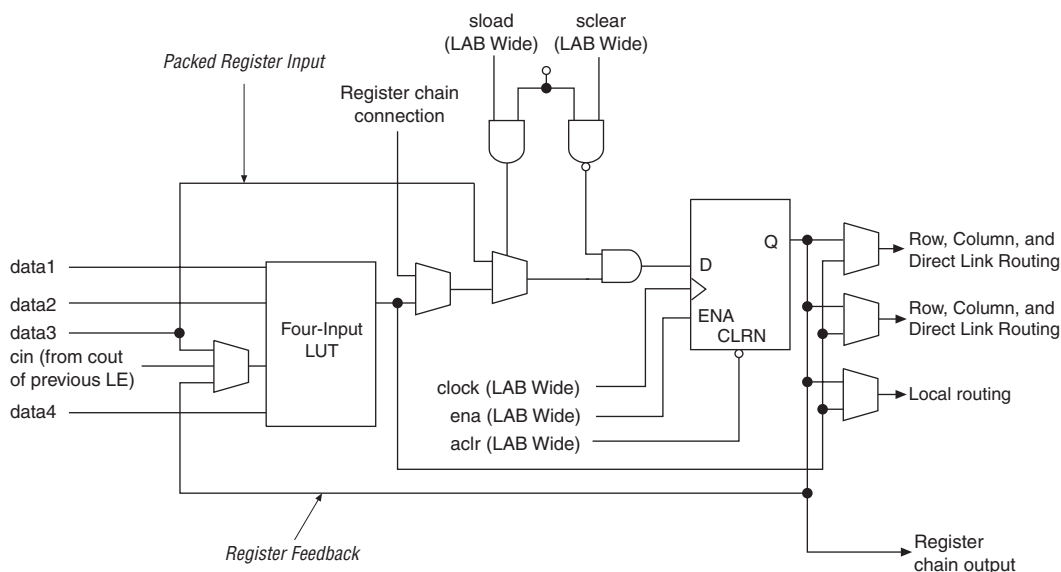 sload
(LAB Wide)
sclear
(LAB Wide)
Packed Register Input
Register chain
connection
Q
Row, Column, and
Direct Link Routing
data1
D
data2
Four-Input
LUT
ENA
Row, Column, and
Direct Link Routing
data3
CLRN
cin (from cout
of previous LE)
clock (LAB Wide)
Local routing
data4
ena (LAB Wide)
aclr (LAB Wide)
Register Feedback
Register
chain output